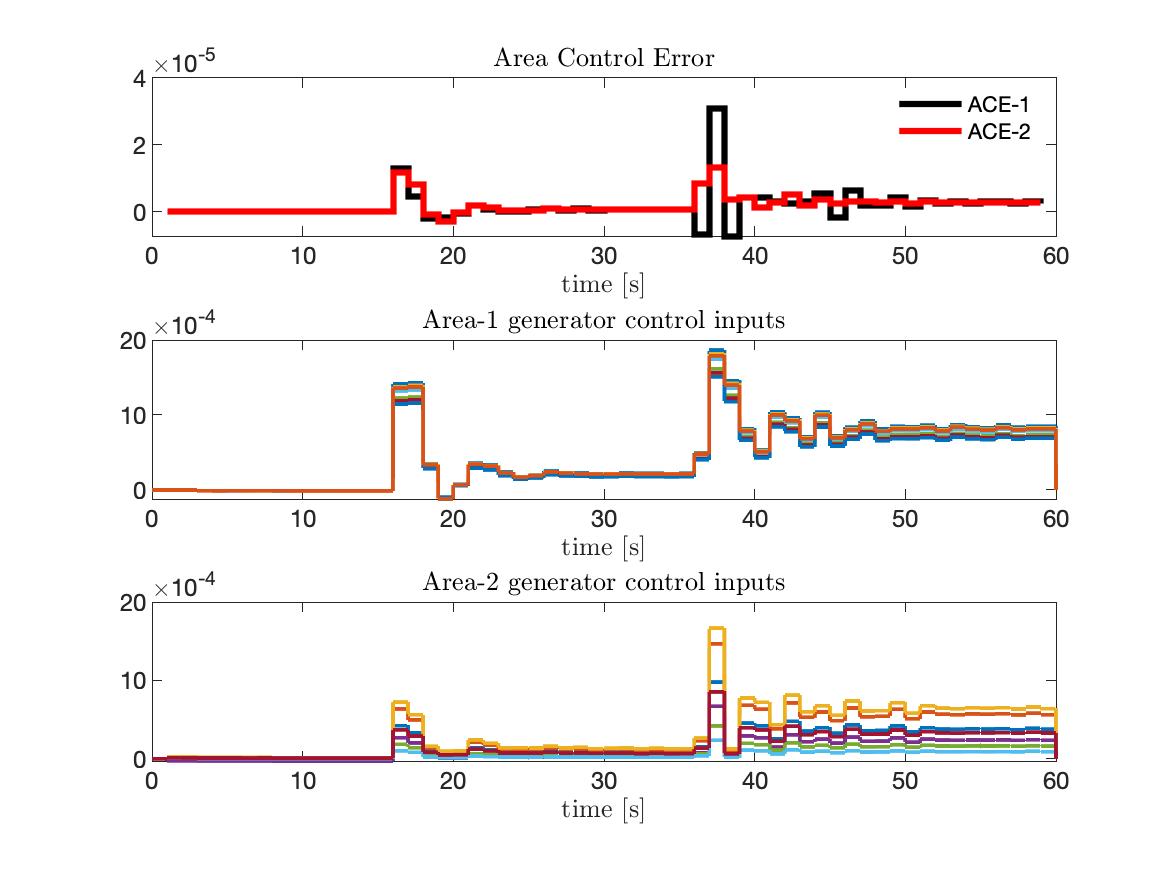 Area Control Error
×10-5
4
2
0
ACE-1
ACE-2
0 10 20 30 40 50 60
time [s]
Area-1 generator control inputs
×10-4
20
10
0
0 10 20 30 40 50 60
time [s]
Area-2 generator control inputs
×10-4
20
10
0
0 10 20 30 40 50 60
time [s]